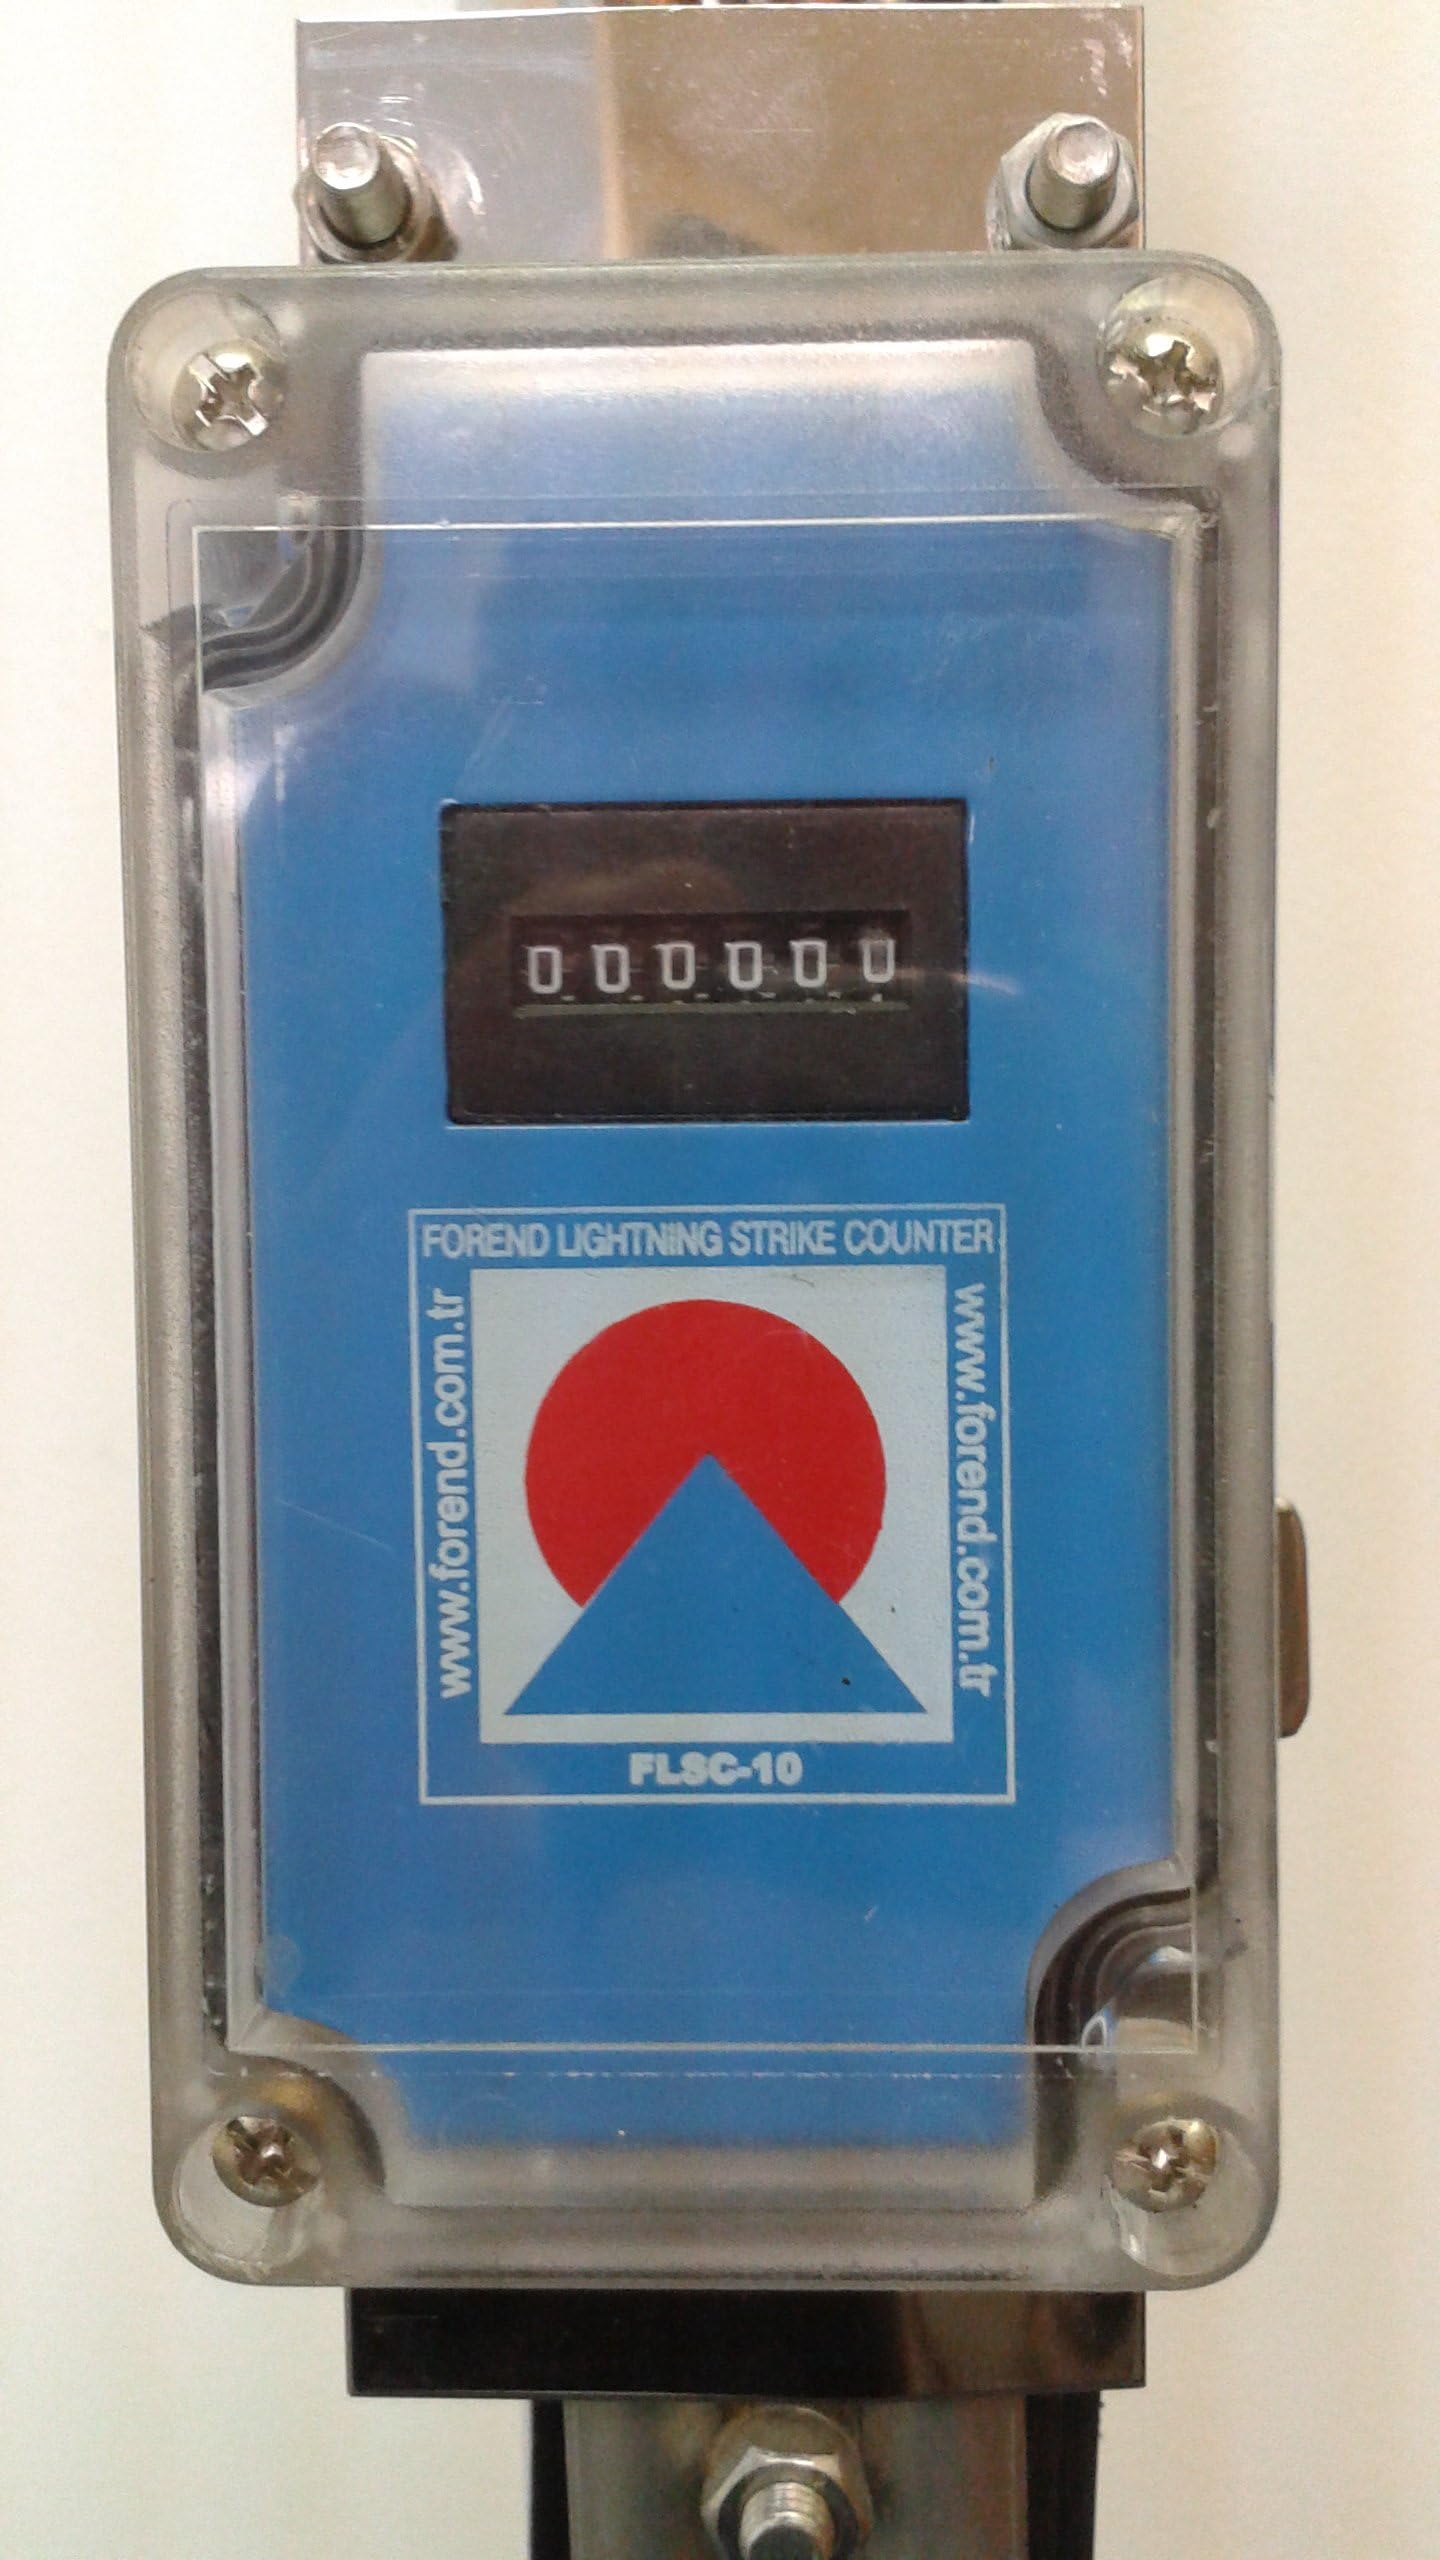 000000
FOREND LIGHTNING STRIKE COUNTER
www.forend.com.tr
www.forend.com.tr
FLSC-10